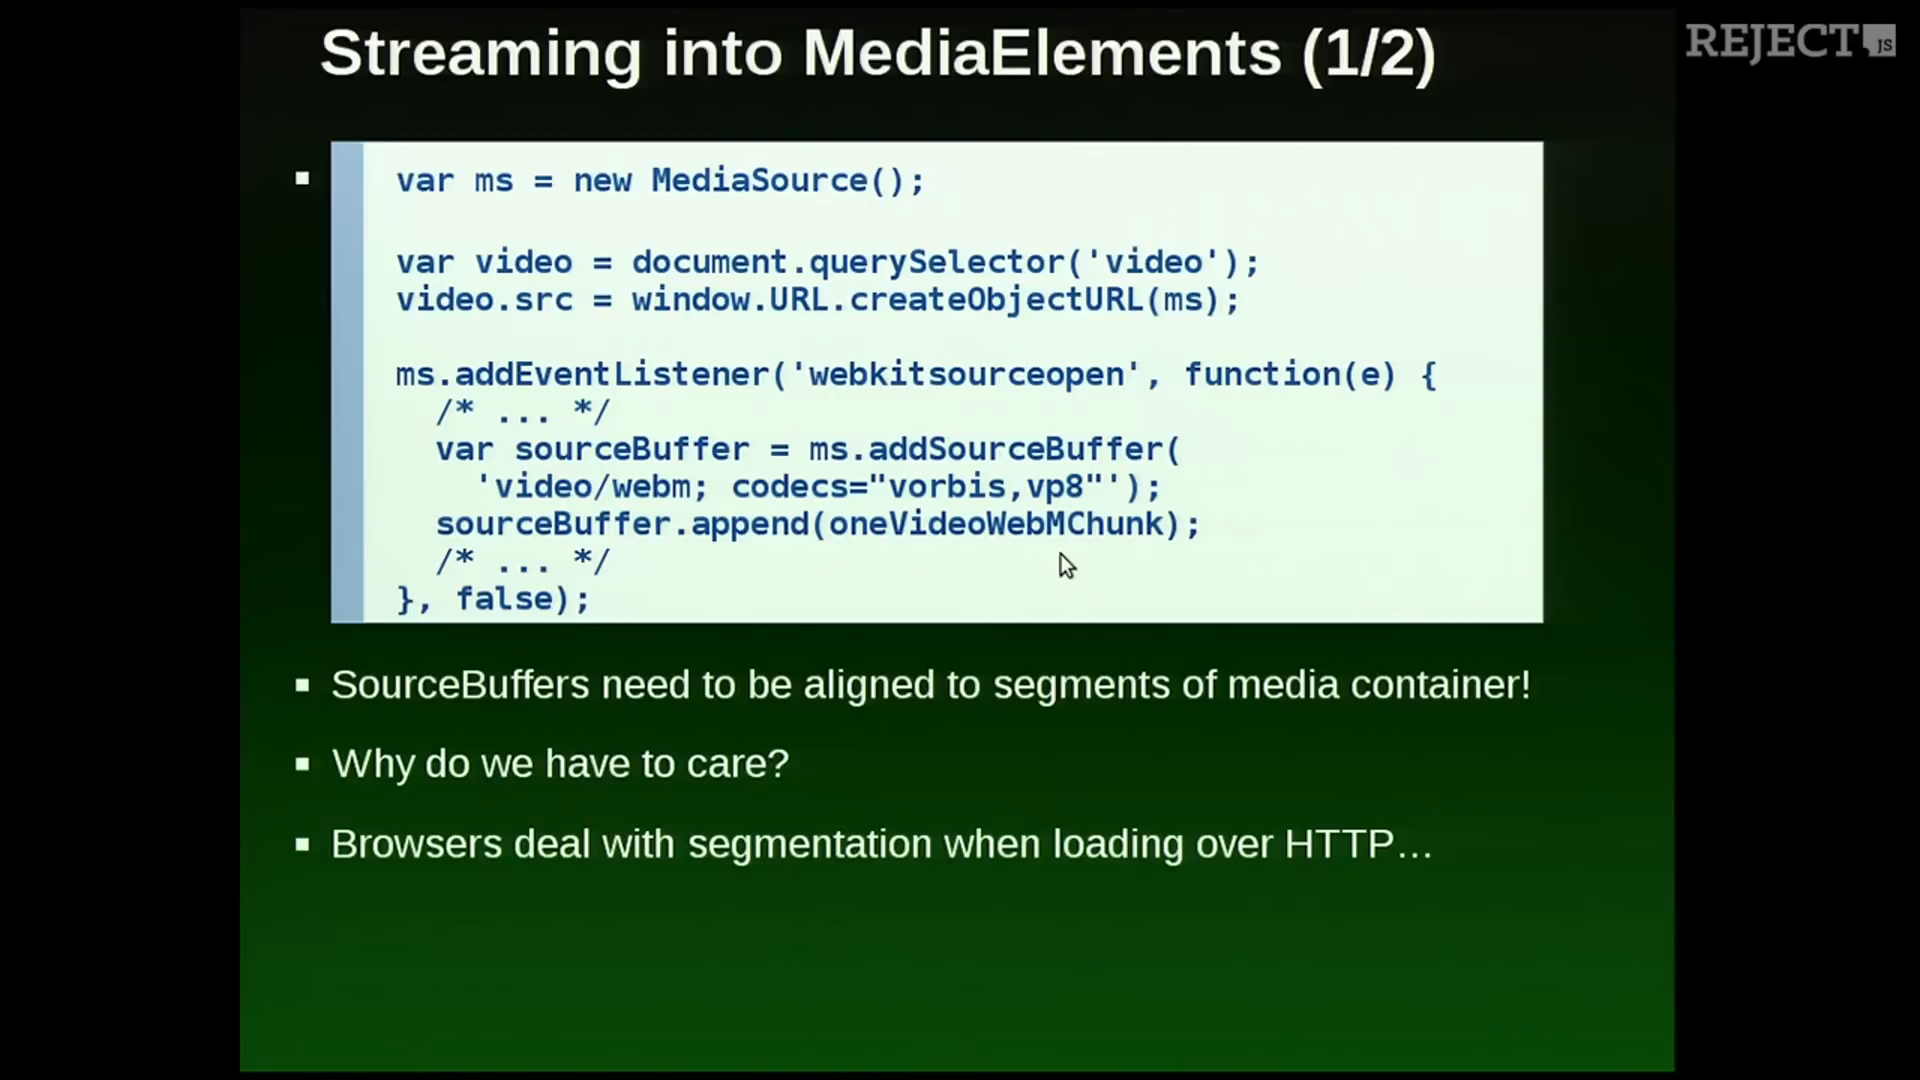 Streaming into MediaElements (1/2)
REJECT JS
var ms = new MediaSource();
var video = document.querySelector('video');
video.src = window.URL.createObjectURL(ms);
ms.addEventListener('webkitsourceopen', function(e) {
/* ... */
var sourceBuffer = ms.addSourceBuffer(
'video/webm; codecs="vorbis,vp8"');
sourceBuffer.append(oneVideoWebMChunk);
/* ... */
}, false);
SourceBuffers need to be aligned to segments of media container!
Why do we have to care?
Browsers deal with segmentation when loading over HTTP…